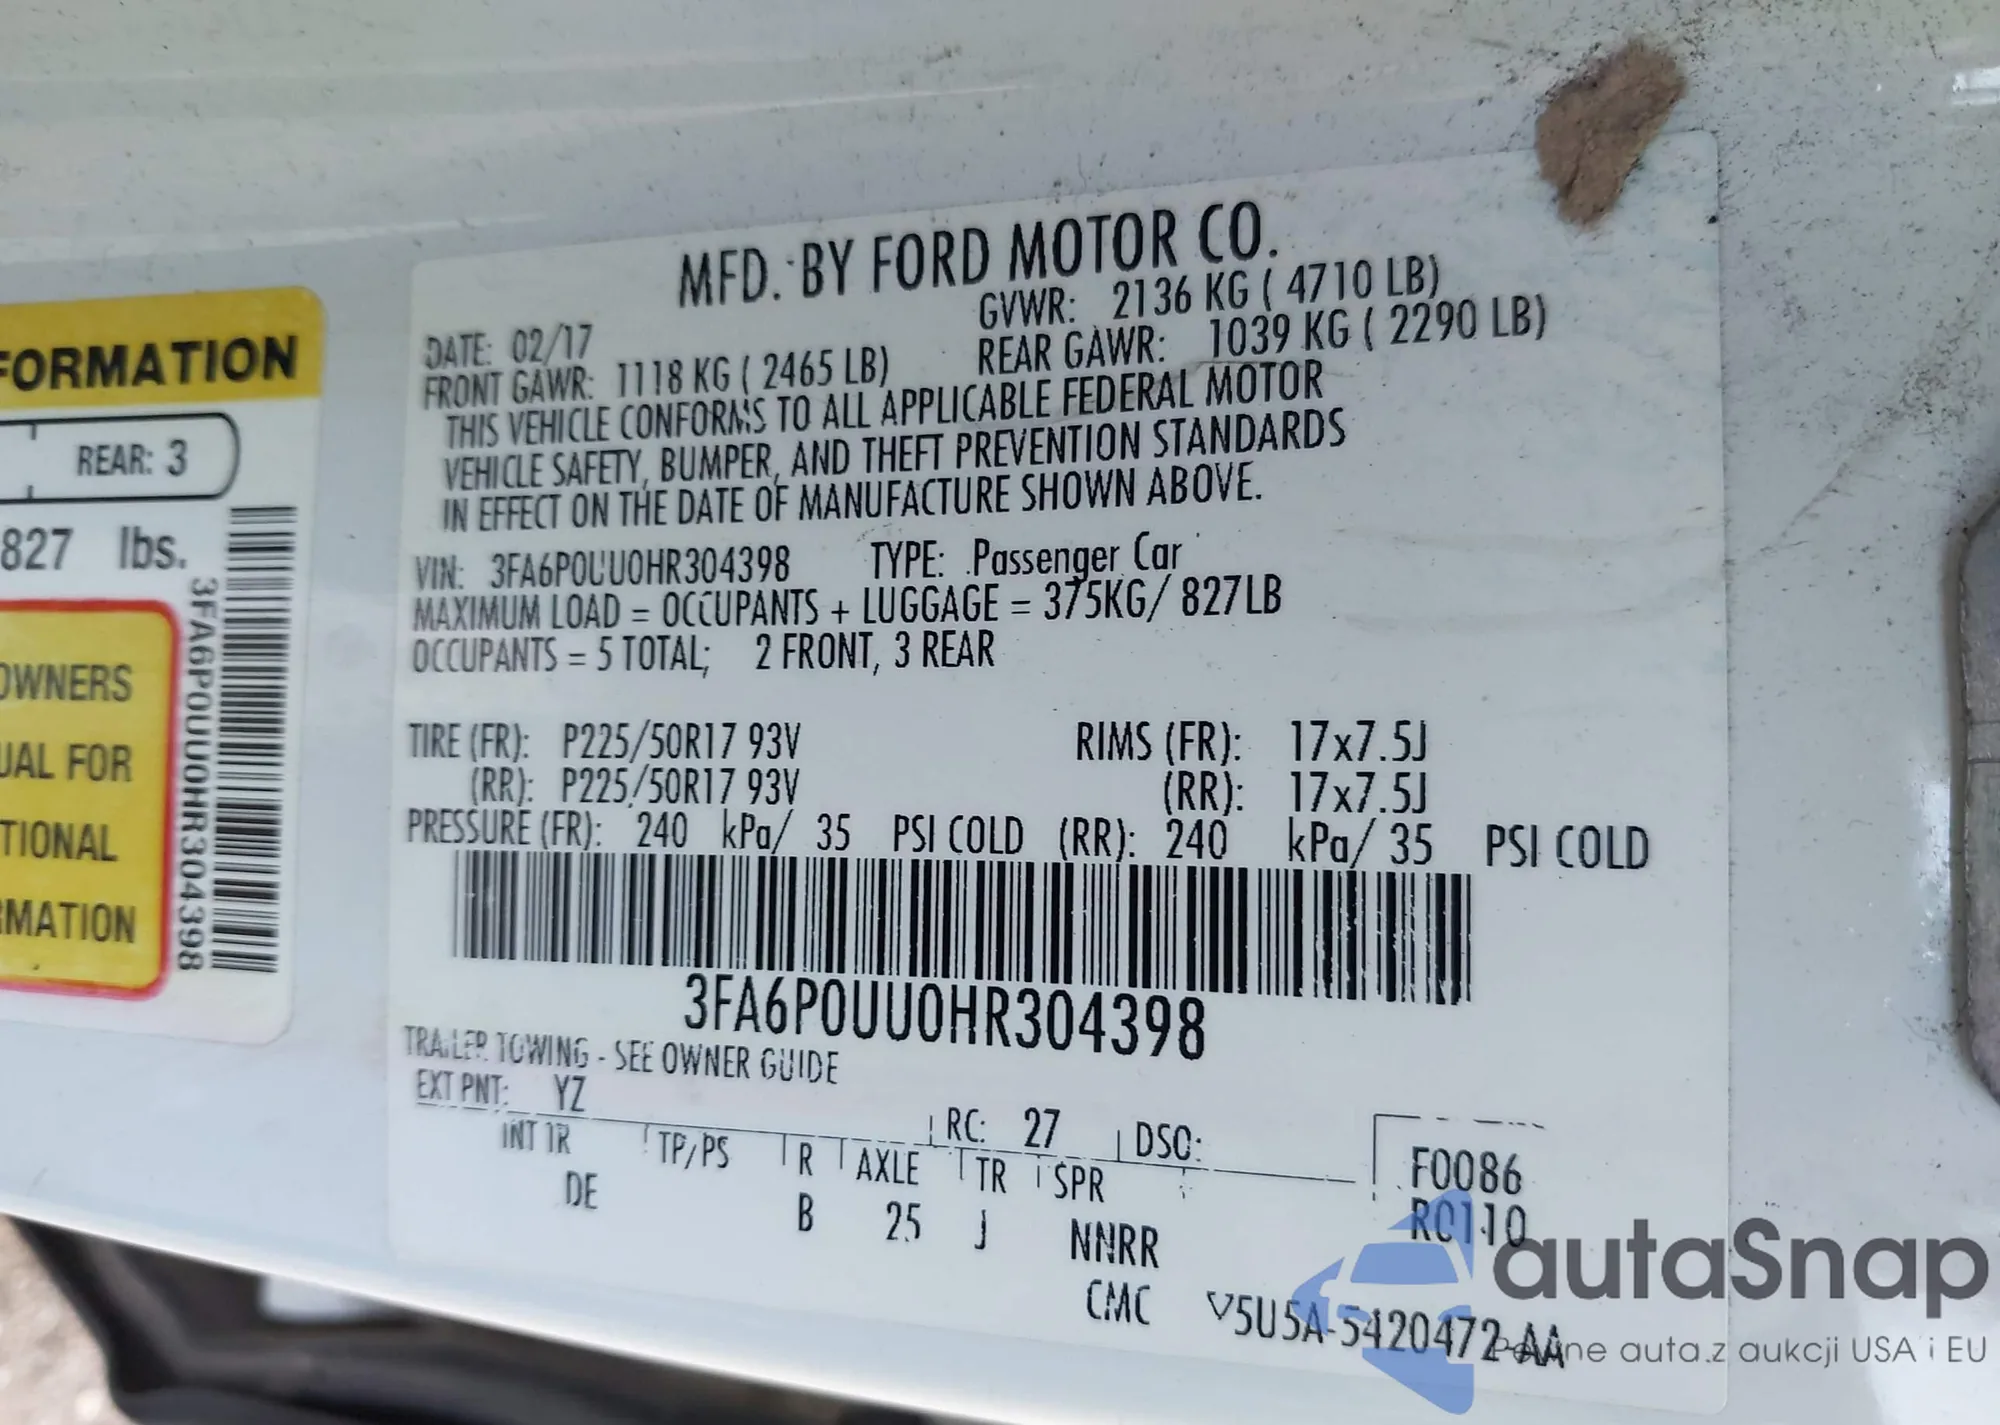 FORMATION
REAR: 3
827 lbs.
OWNERS
UAL FOR
TIONAL
MATION
3FA6P0UU0HR304398
MFD. BY FORD MOTOR CO.
DATE: 02/17 GVWR: 2136 KG ( 4710 LB)
FRONT GAWR: 1118 KG ( 2465 LB) REAR GAWR: 1039 KG ( 2290 LB)
THIS VEHICLE CONFORMS TO ALL APPLICABLE FEDERAL MOTOR
VEHICLE SAFETY, BUMPER, AND THEFT PREVENTION STANDARDS
IN EFFECT ON THE DATE OF MANUFACTURE SHOWN ABOVE.
VIN: 3FA6P0UU0HR304398 TYPE: Passenger Car
MAXIMUM LOAD = OCCUPANTS + LUGGAGE = 375KG/ 827LB
OCCUPANTS = 5 TOTAL; 2 FRONT, 3 REAR
TIRE (FR): P225/50R17 93V RIMS (FR): 17x7.5J
(RR): P225/50R17 93V (RR): 17x7.5J
PRESSURE (FR): 240 kPa/ 35 PSI COLD (RR): 240 kPa/ 35 PSI COLD
3FA6P0UU0HR304398
TRAILER TOWING - SEE OWNER GUIDE
EXT PNT: YZ RC: 27 DSO:
INT TR TP/PS R AXLE TR SPR F0086
DE B 25 J NNRR R0110
CMC V5U5A-5420472-AA
autaSnap
auta z aukcji USA i EU